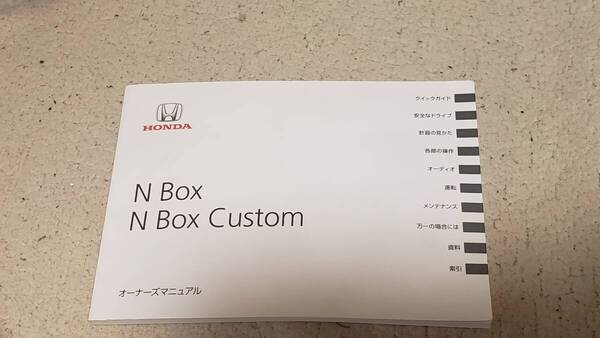 HONDA
N Box
N Box Custom
オーナーズマニュアル
クイックガイド
安全なドライブ
計器の見かた
各部の操作
オーディオ
運転
メンテナンス
万一の場合には
資料
索引